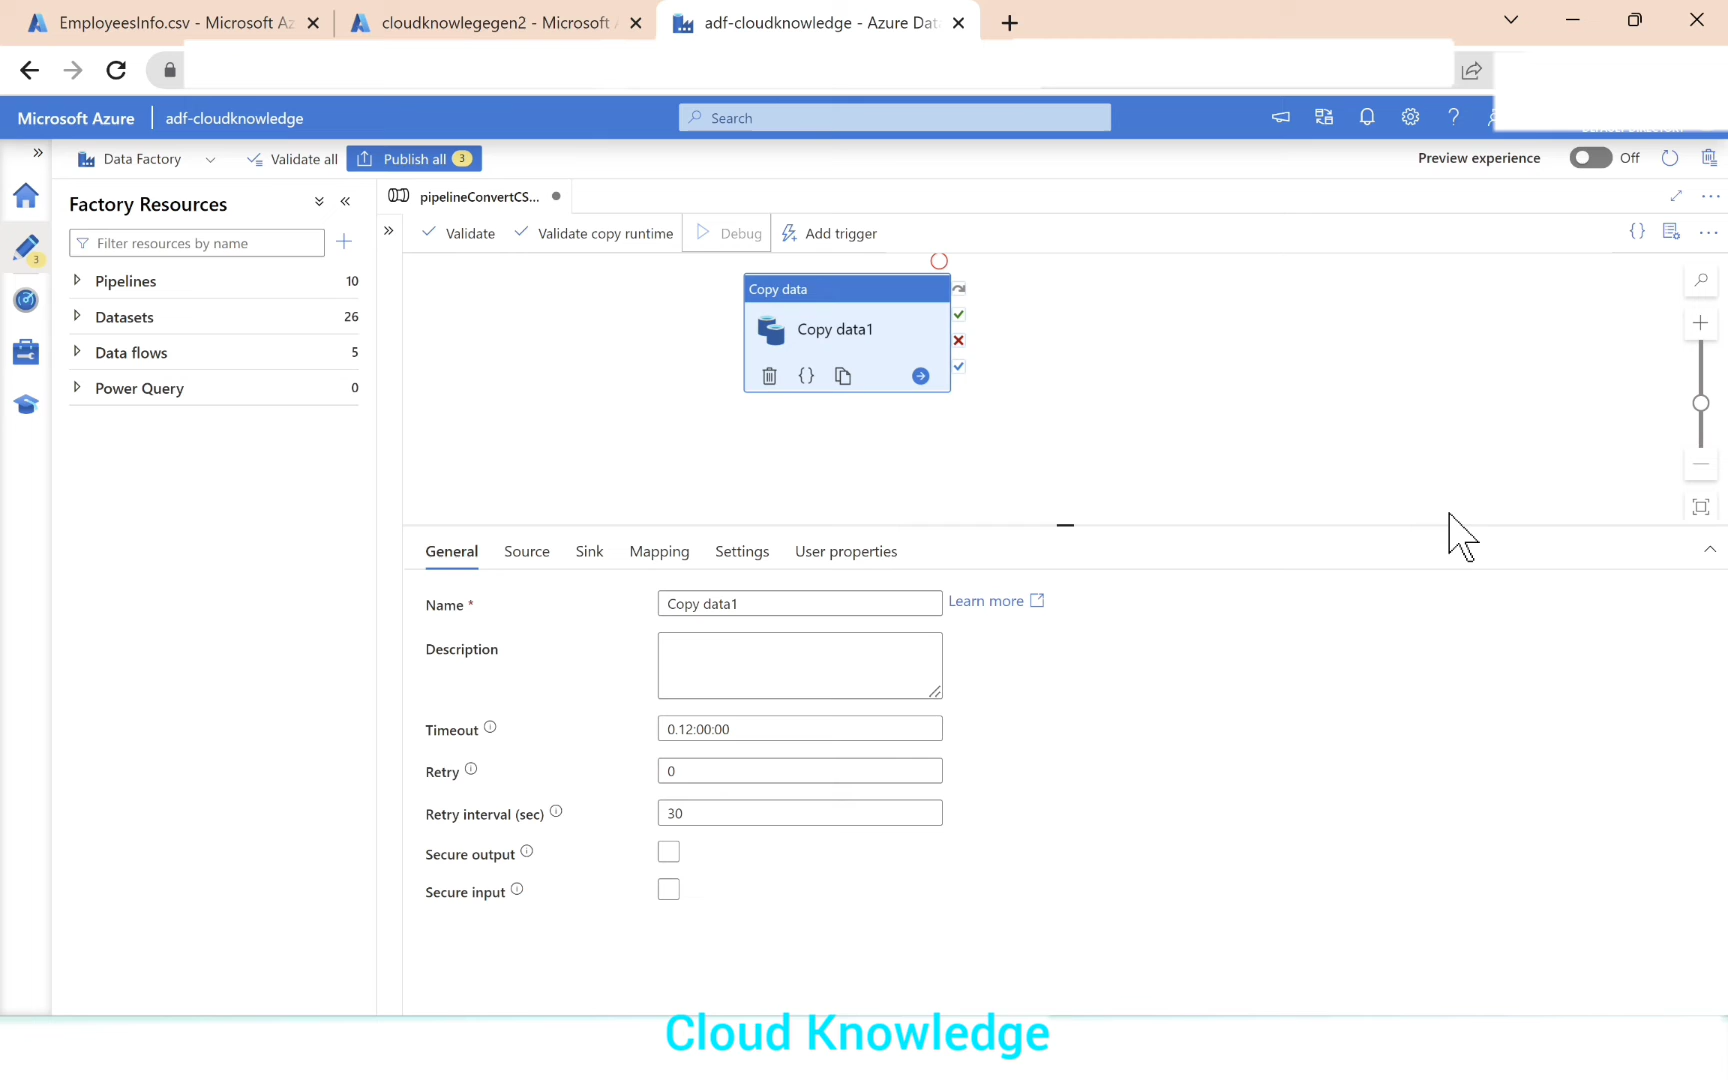 EmployeesInfo.csv - Microsoft Az
cloudknowlegegen2 - Microsoft
adf-cloudknowledge - Azure Dat
Microsoft Azure
adf-cloudknowledge
Search
Data Factory
Validate all
Publish all 3
Preview experience
Off
Factory Resources
pipelineConvertCS...
Filter resources by name
3
Validate
Validate copy runtime
Debug
Add trigger
Pipelines 10
Datasets 26
Data flows 5
Power Query 0
Copy data
Copy data1
General
Source
Sink
Mapping
Settings
User properties
Name *
Copy data1
Learn more
Description
Timeout
0.12:00:00
Retry
0
Retry interval (sec)
30
Secure output
Secure input
Cloud Knowledge